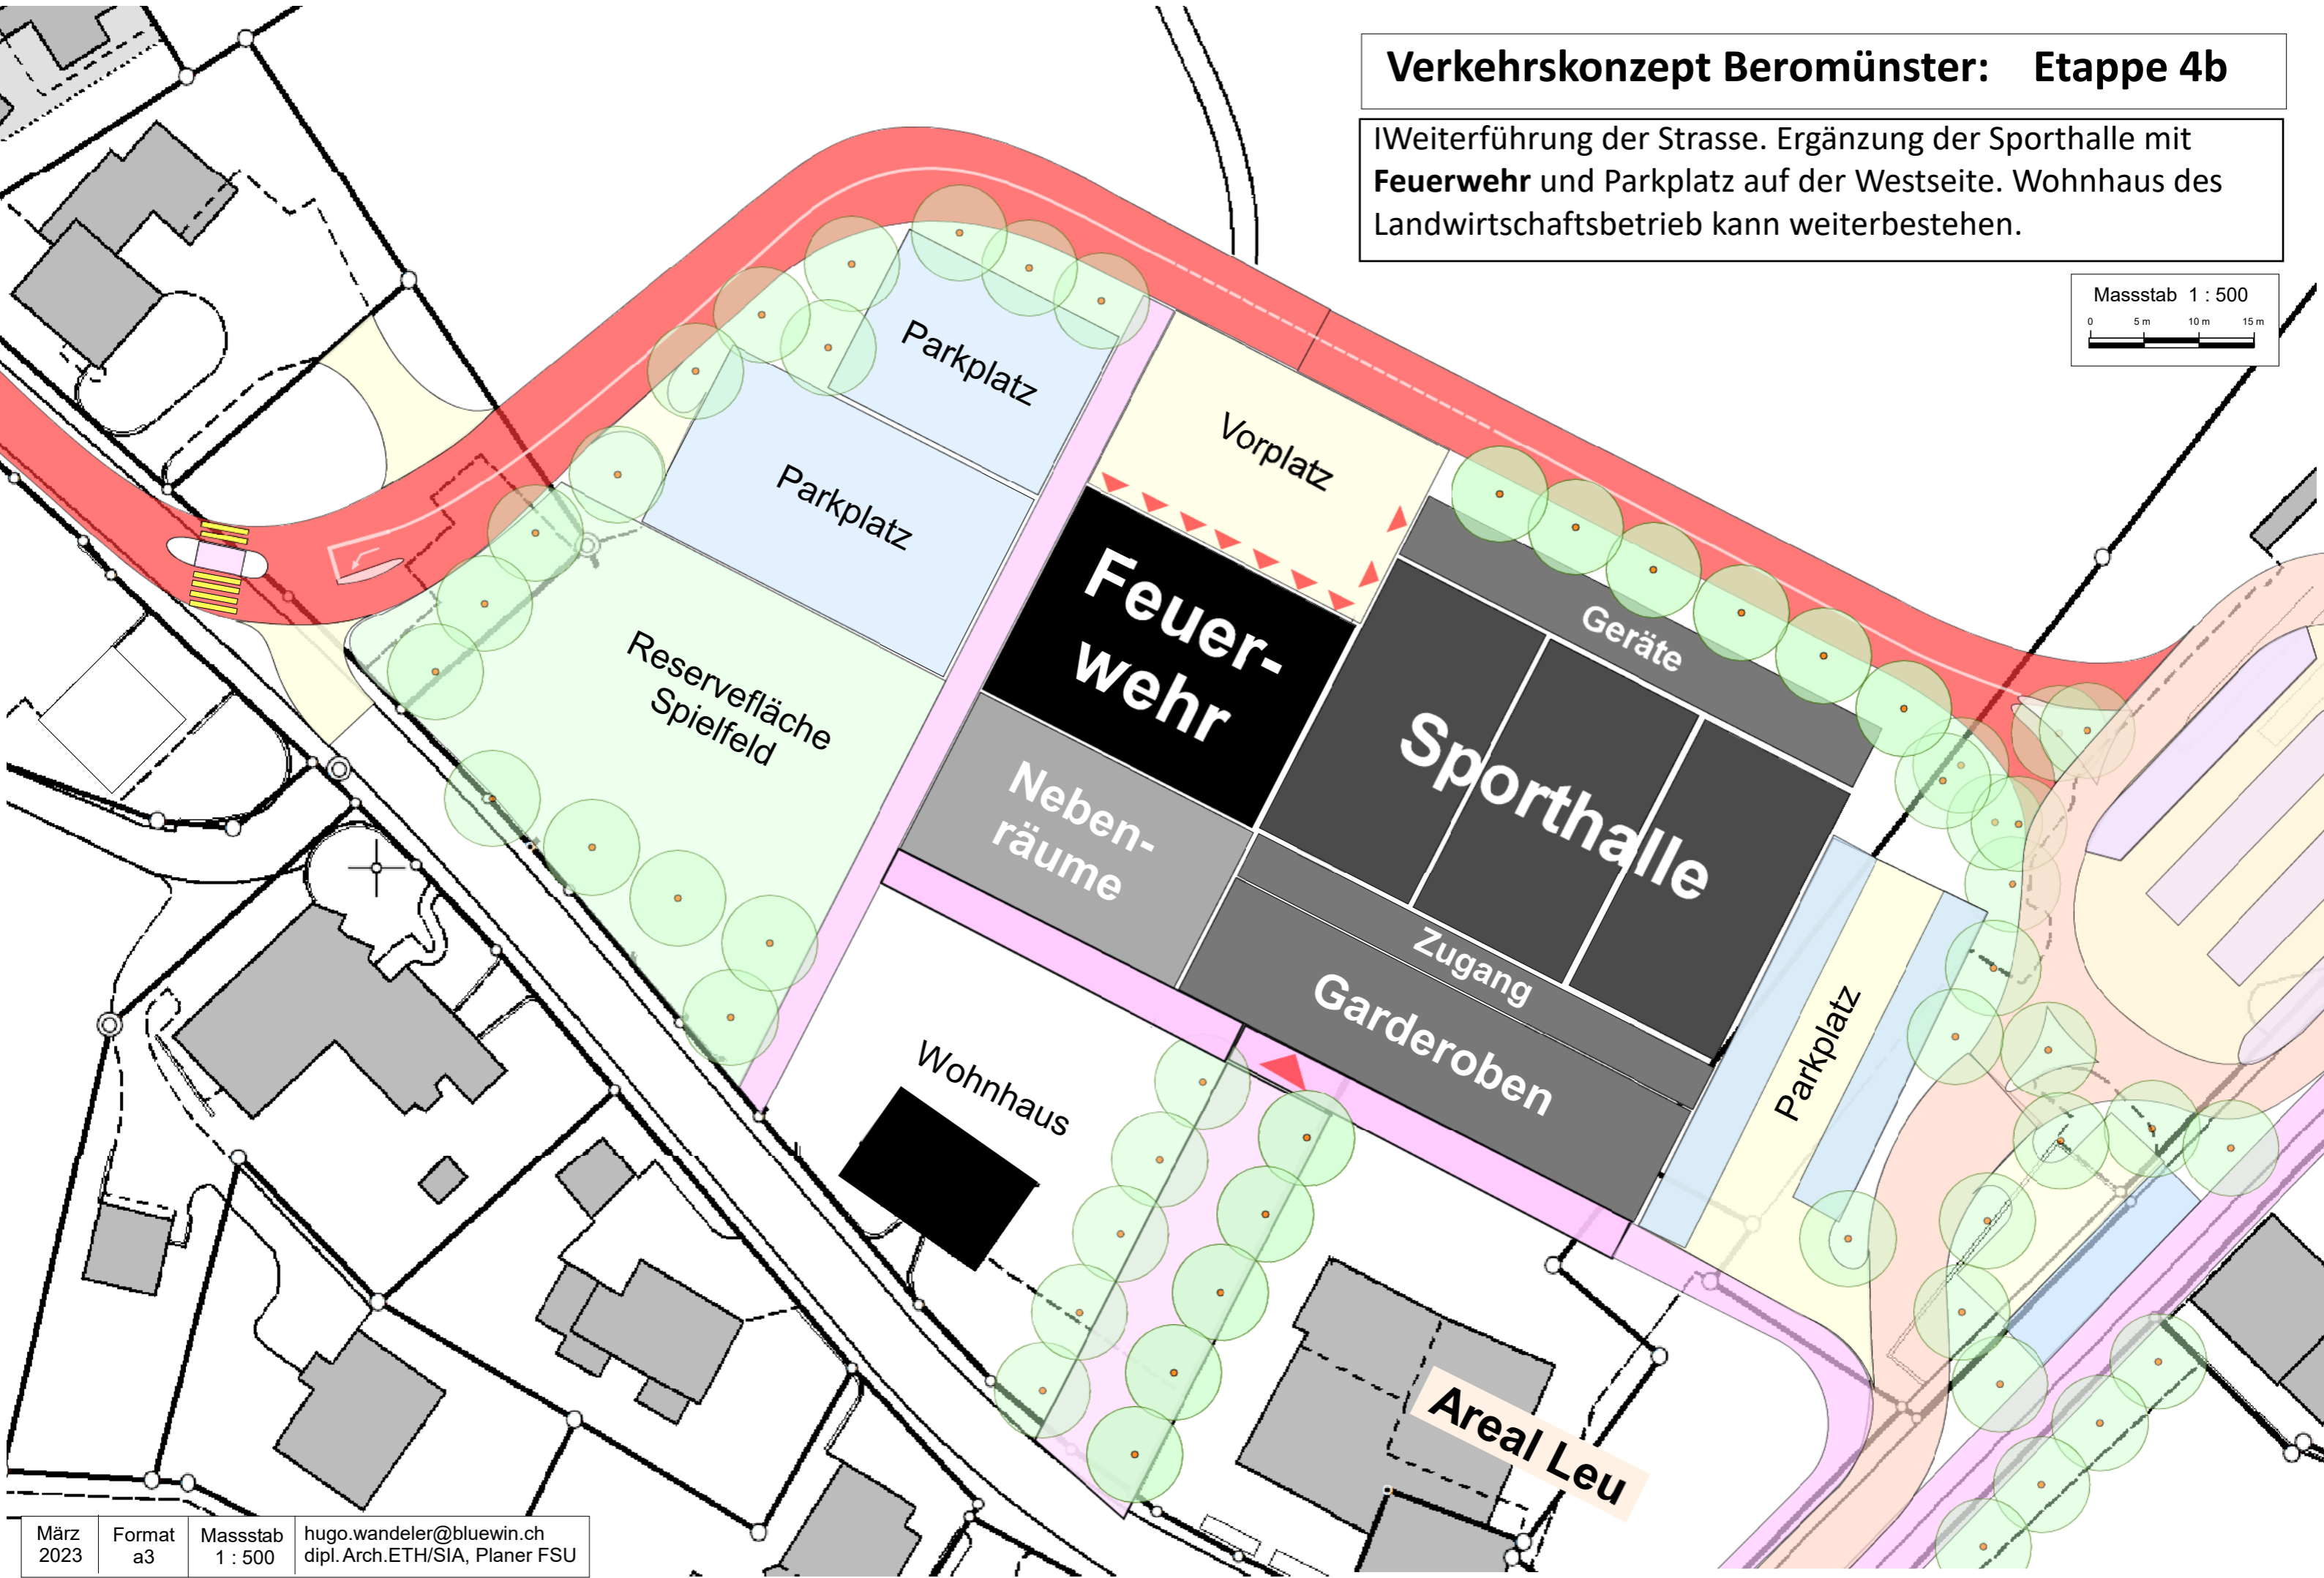 Verkehrskonzept Beromünster: Etappe 4b
IWeiterführung der Strasse. Ergänzung der Sporthalle mit
Feuerwehr und Parkplatz auf der Westseite. Wohnhaus des
Landwirtschaftsbetrieb kann weiterbestehen.
Massstab 1 : 500
0 5 m 10 m 15 m
Parkplatz
Parkplatz
Vorplatz
Feuer-
wehr
Geräte
Reservefläche
Spielfeld
Sporthalle
Neben-
räume
Zugang
Garderoben
Parkplatz
Wohnhaus
Areal Leu
März
2023
Format
a3
Massstab
1 : 500
hugo.wandeler@bluewin.ch
dipl. Arch.ETH/SIA, Planer FSU